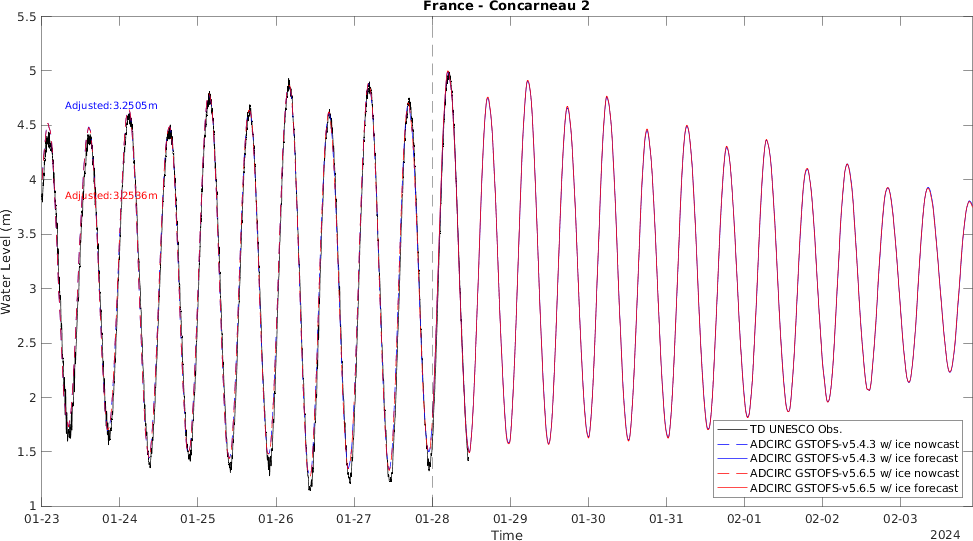 France - Concarneau 2
5.5
5
4.5
4
3.5
3
2.5
2
1.5
1
Water Level (m)
Adjusted:3.2505m
Adjusted:3.2536m
TD UNESCO Obs.
ADCIRC GSTOFS-v5.4.3 w/ ice nowcast
ADCIRC GSTOFS-v5.4.3 w/ ice forecast
ADCIRC GSTOFS-v5.6.5 w/ ice nowcast
ADCIRC GSTOFS-v5.6.5 w/ ice forecast
01-23 01-24 01-25 01-26 01-27 01-28 01-29 01-30 01-31 02-01 02-02 02-03
Time
2024